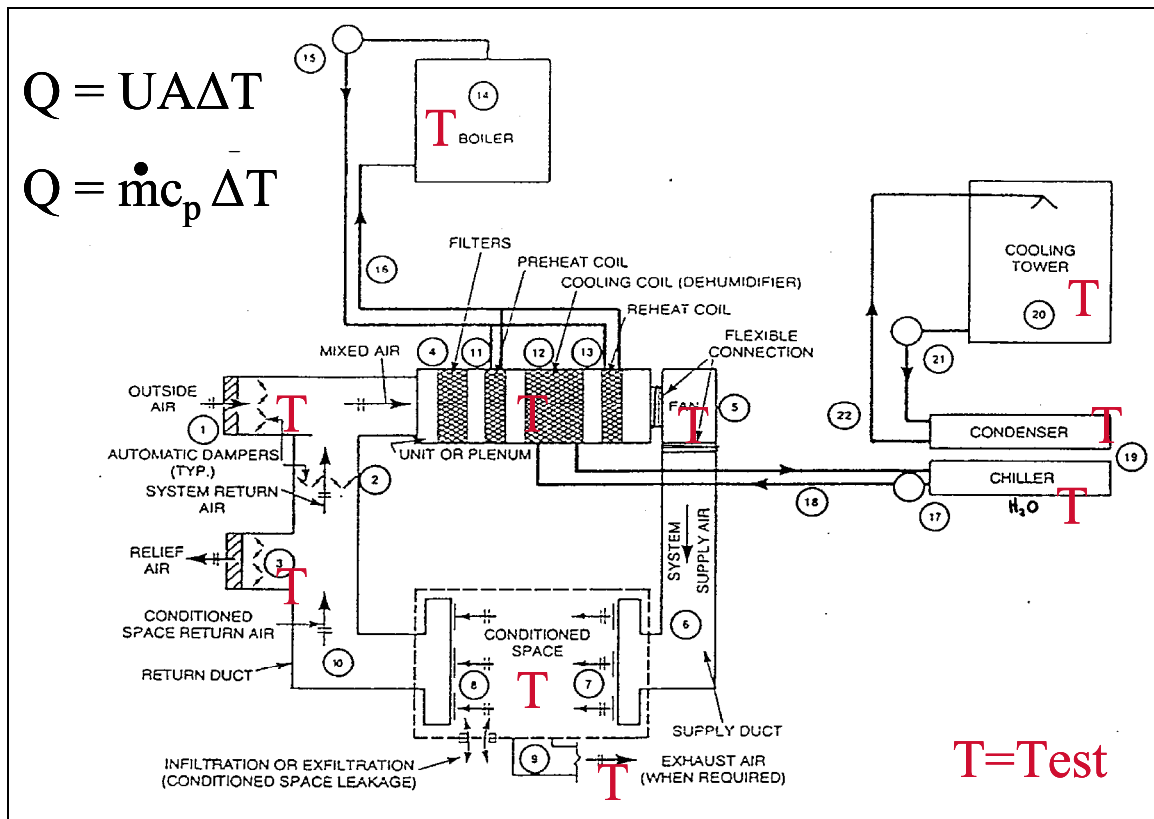 Q = UAΔT
Q = ṁcₚ Δ̄T
15
14
T
BOILER
16
FILTERS
PREHEAT COIL
COOLING COIL (DEHUMIDIFIER)
REHEAT COIL
FLEXIBLE
CONNECTION
COOLING
TOWER
T
20
21
22
MIXED AIR
4
11
12
13
OUTSIDE
AIR
T
T
FAN
T
5
1
UNIT OR PLENUM
CONDENSER
T
19
AUTOMATIC DAMPERS
(TYP.)
2
SYSTEM RETURN
AIR
CHILLER
H₂O
T
18
17
RELIEF
AIR
3
T
SYSTEM
SUPPLY AIR
CONDITIONED
SPACE RETURN AIR
10
RETURN DUCT
CONDITIONED
SPACE
6
8
T
7
SUPPLY DUCT
INFILTRATION OR EXFILTRATION
(CONDITIONED SPACE LEAKAGE)
9
T
EXHAUST AIR
(WHEN REQUIRED)
T=Test